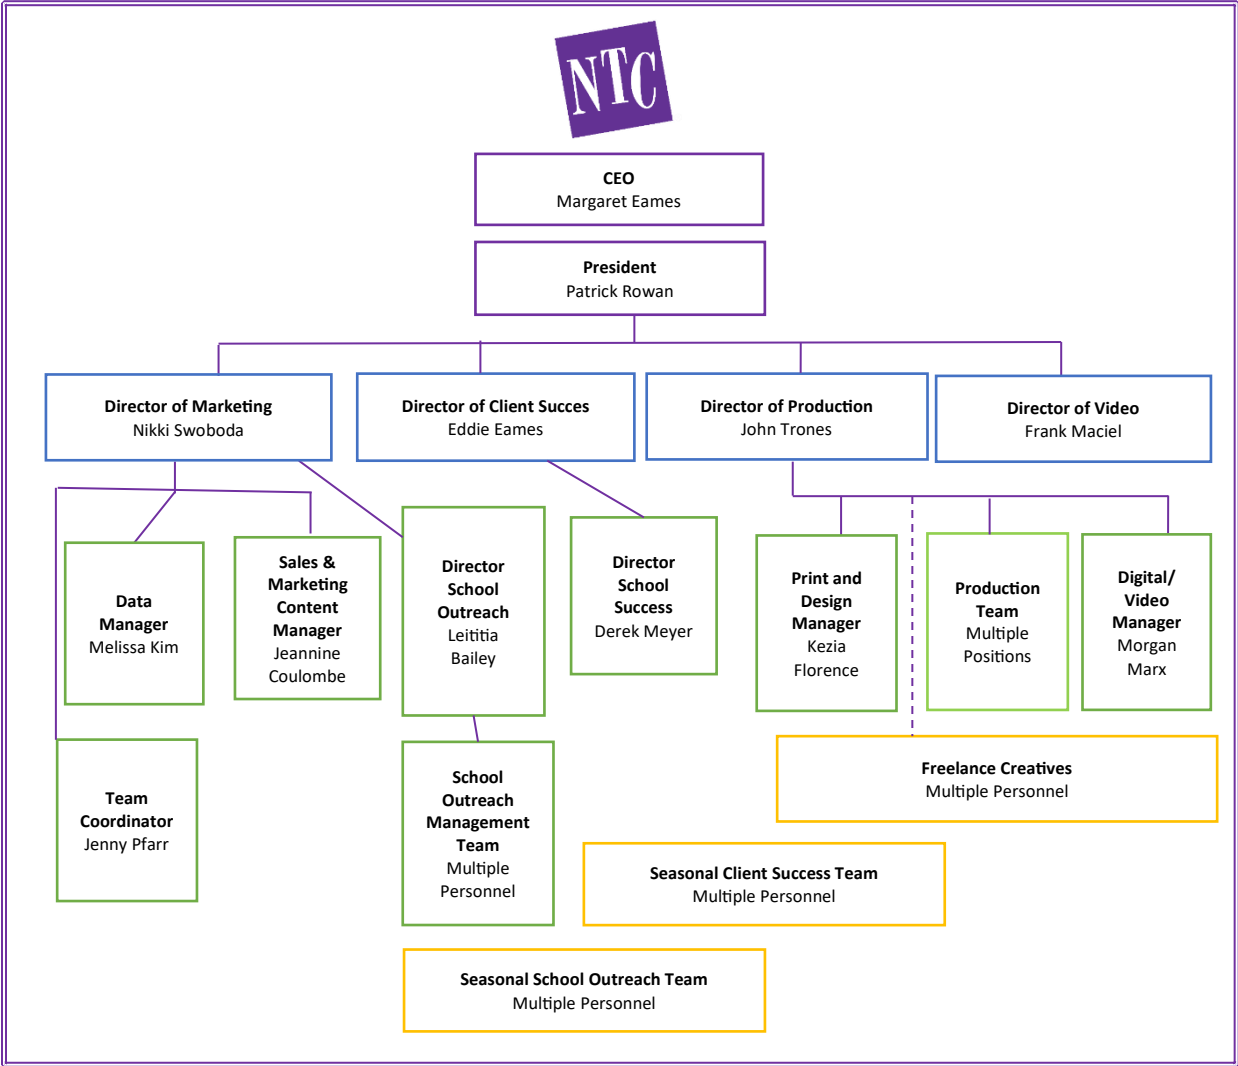 NTC
CEO
Margaret Eames
President
Patrick Rowan
Director of Marketing
Nikki Swoboda
Director of Client Succes
Eddie Eames
Director of Production
John Trones
Director of Video
Frank Maciel
Data
Manager
Melissa Kim
Sales &
Marketing
Content
Manager
Jeannine
Coulombe
Director
School
Outreach
Leititia
Bailey
Director
School
Success
Derek Meyer
Print and
Design
Manager
Kezia
Florence
Production
Team
Multiple
Positions
Digital/
Video
Manager
Morgan
Marx
Team
Coordinator
Jenny Pfarr
School
Outreach
Management
Team
Multiple
Personnel
Freelance Creatives
Multiple Personnel
Seasonal Client Success Team
Multiple Personnel
Seasonal School Outreach Team
Multiple Personnel